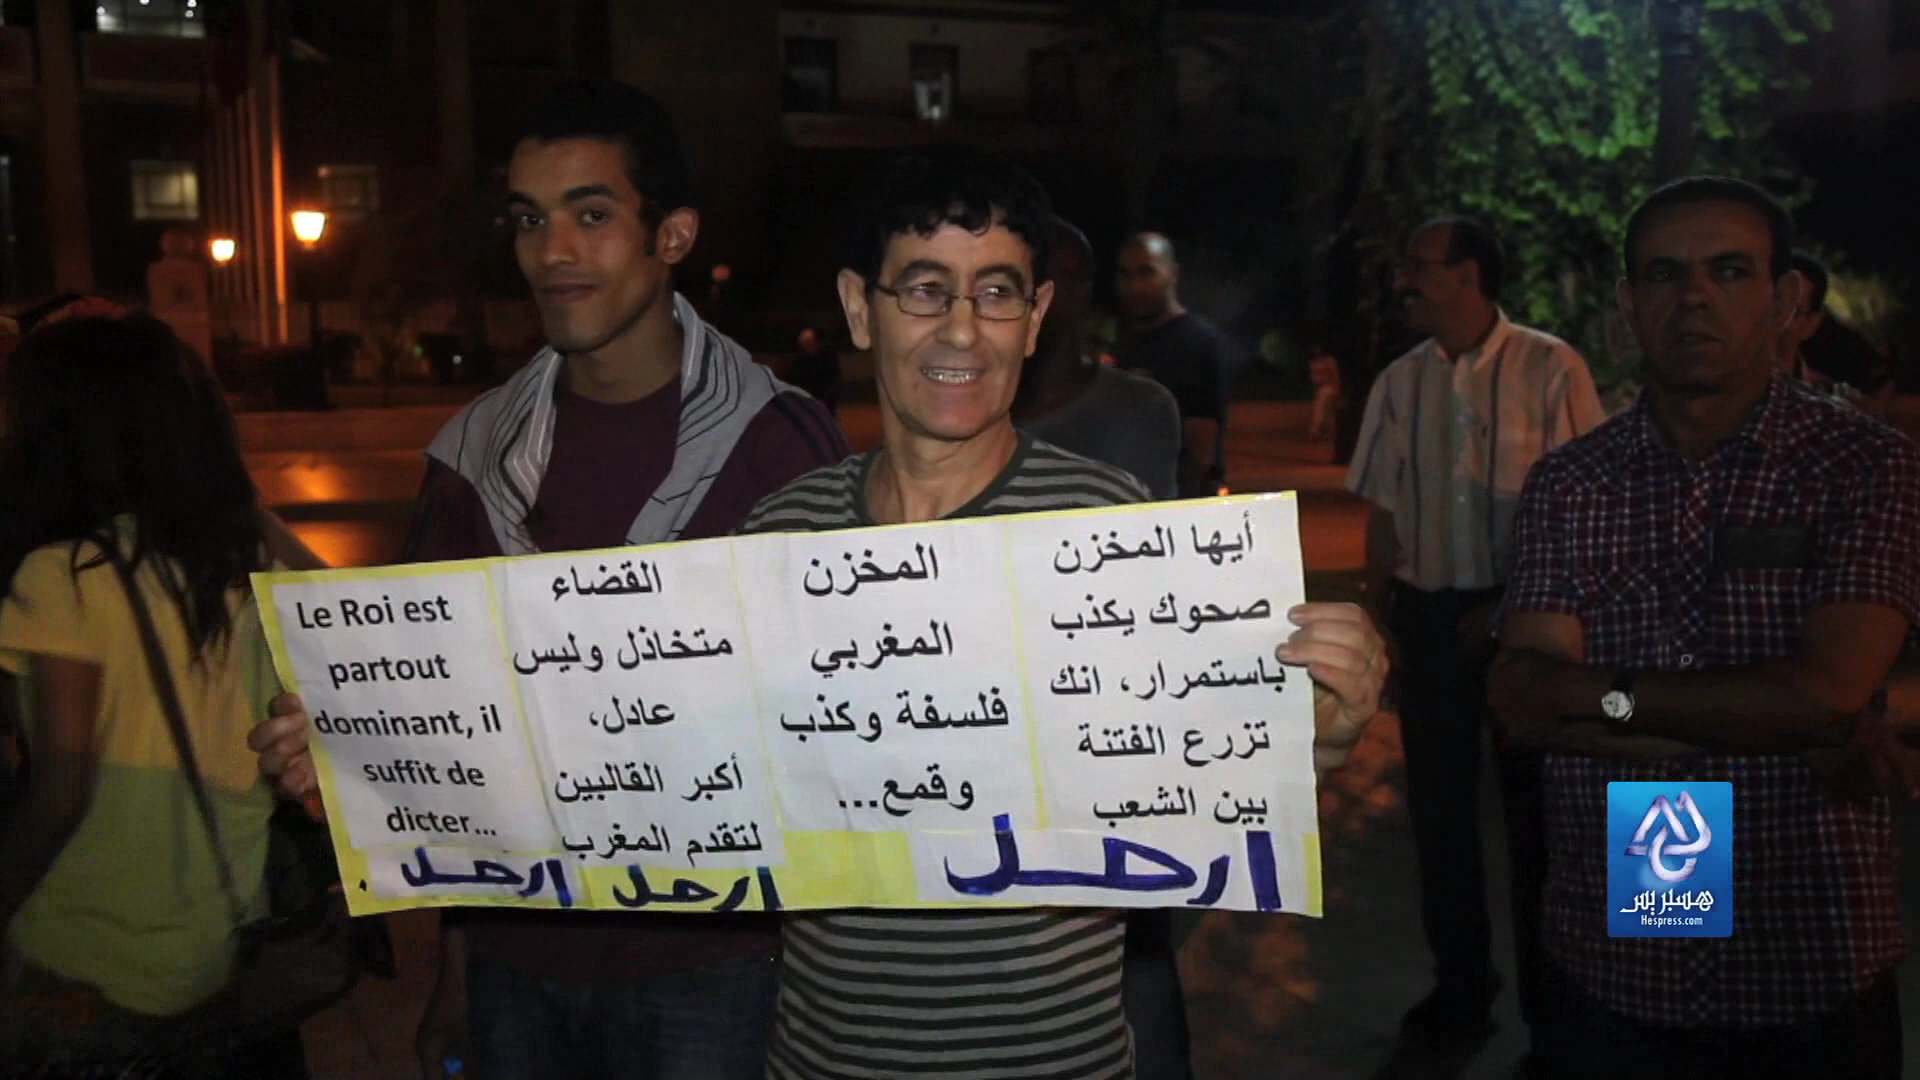 أيها المخزن
صحوك يكذب
باستمرار، انك
تزرع الفتنة
بين الشعب
المخزن
المغربي
فلسفة وكذب
وقمع...
القضاء
متخاذل وليس
عادل،
أكبر القالبين
لتقدم المغرب
Le Roi est
partout
dominant, il
suffit de
dicter...
ارحل ارحل ارحل.
هسبريس
Hespress.com